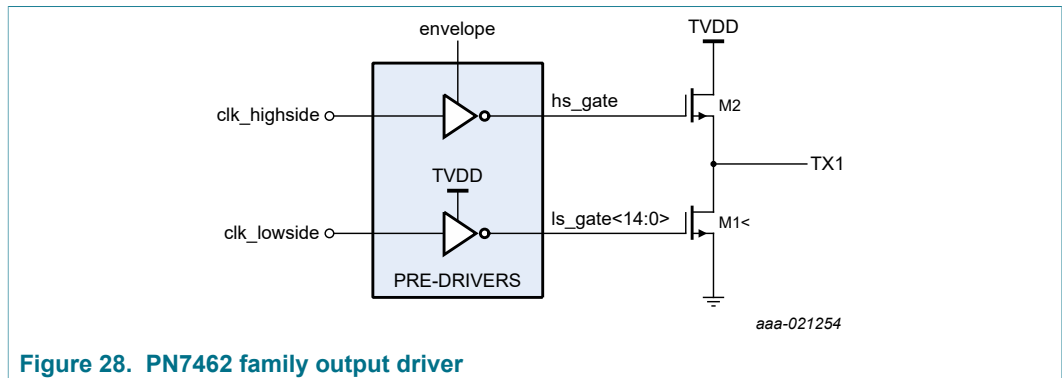 envelope
TVDD
clk_highside
hs_gate
M2
TX1
TVDD
clk_lowside
ls_gate<14:0>
M1<
PRE-DRIVERS
aaa-021254
Figure 28. PN7462 family output driver